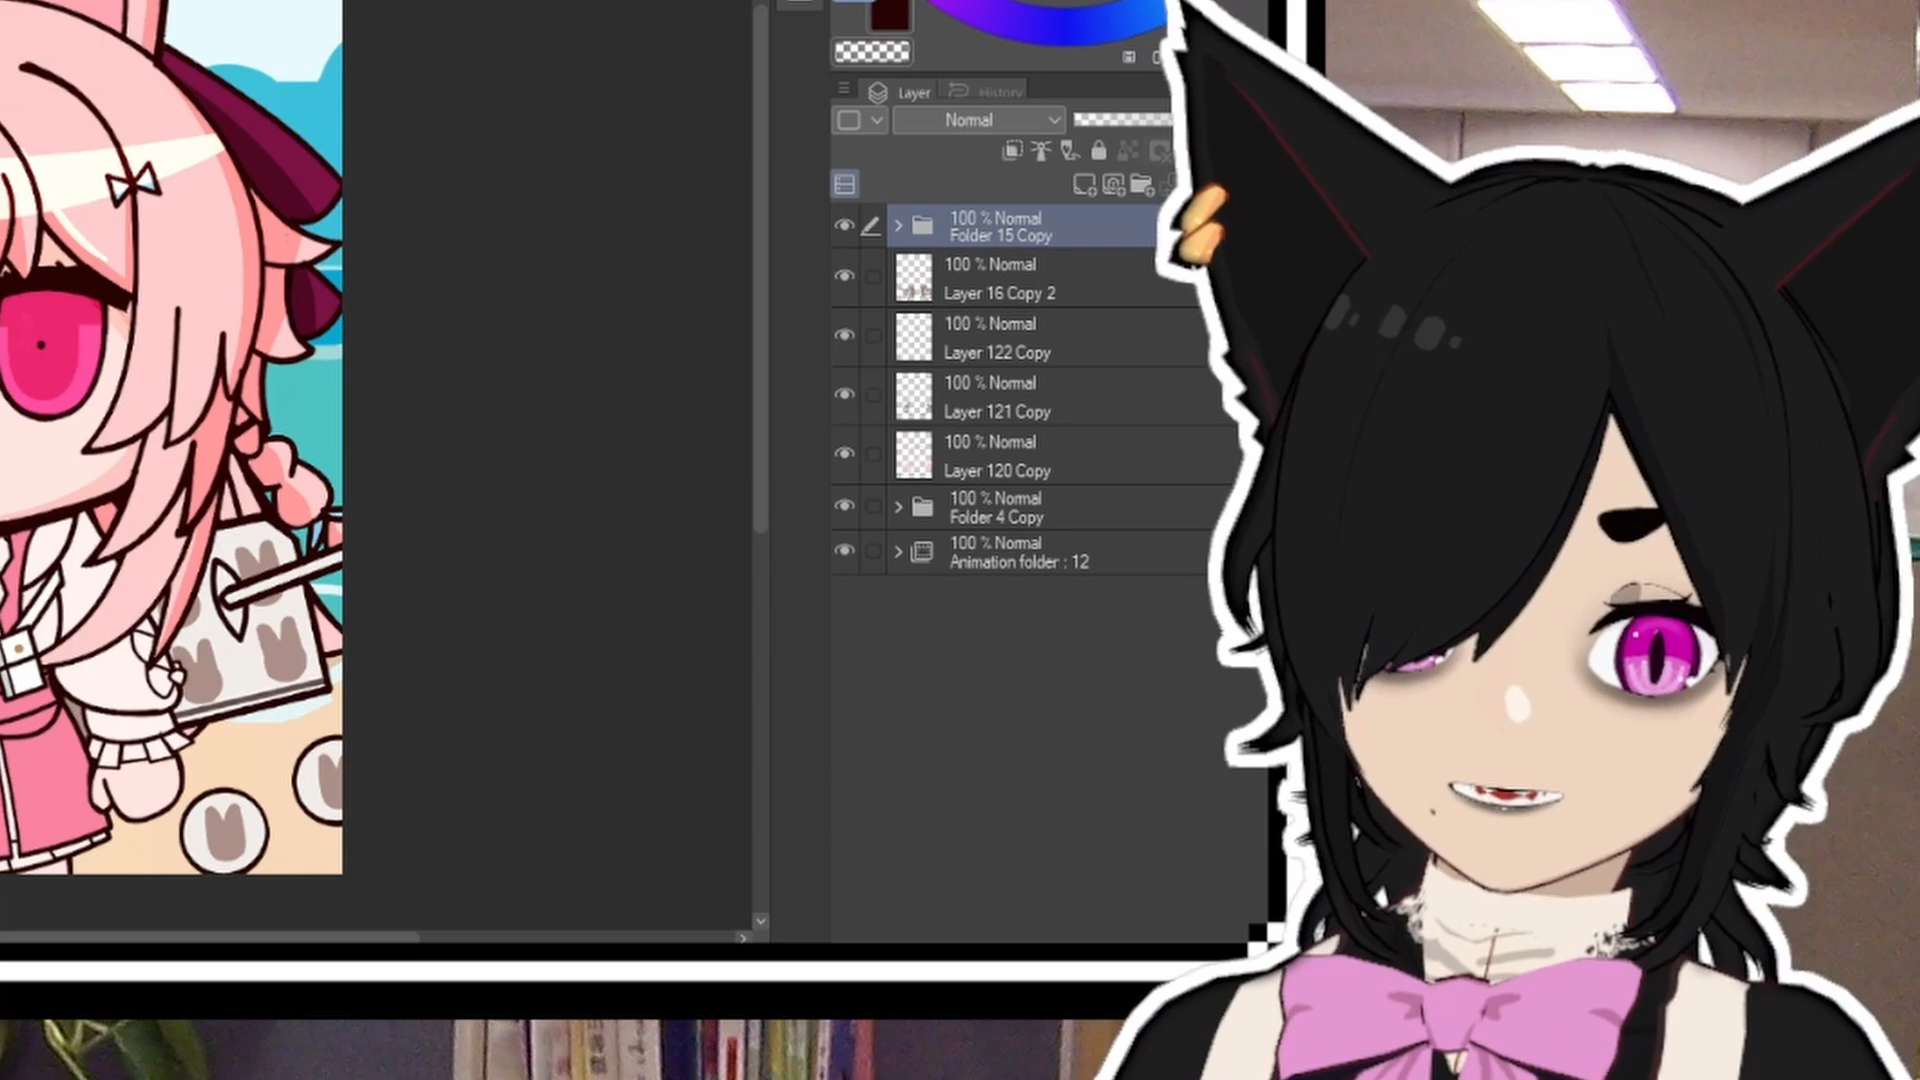 Layer
History
Normal
100 % Normal
Folder 15 Copy
100 % Normal
Layer 16 Copy 2
100 % Normal
Layer 122 Copy
100 % Normal
Layer 121 Copy
100 % Normal
Layer 120 Copy
100 % Normal
Folder 4 Copy
100 % Normal
Animation folder : 12